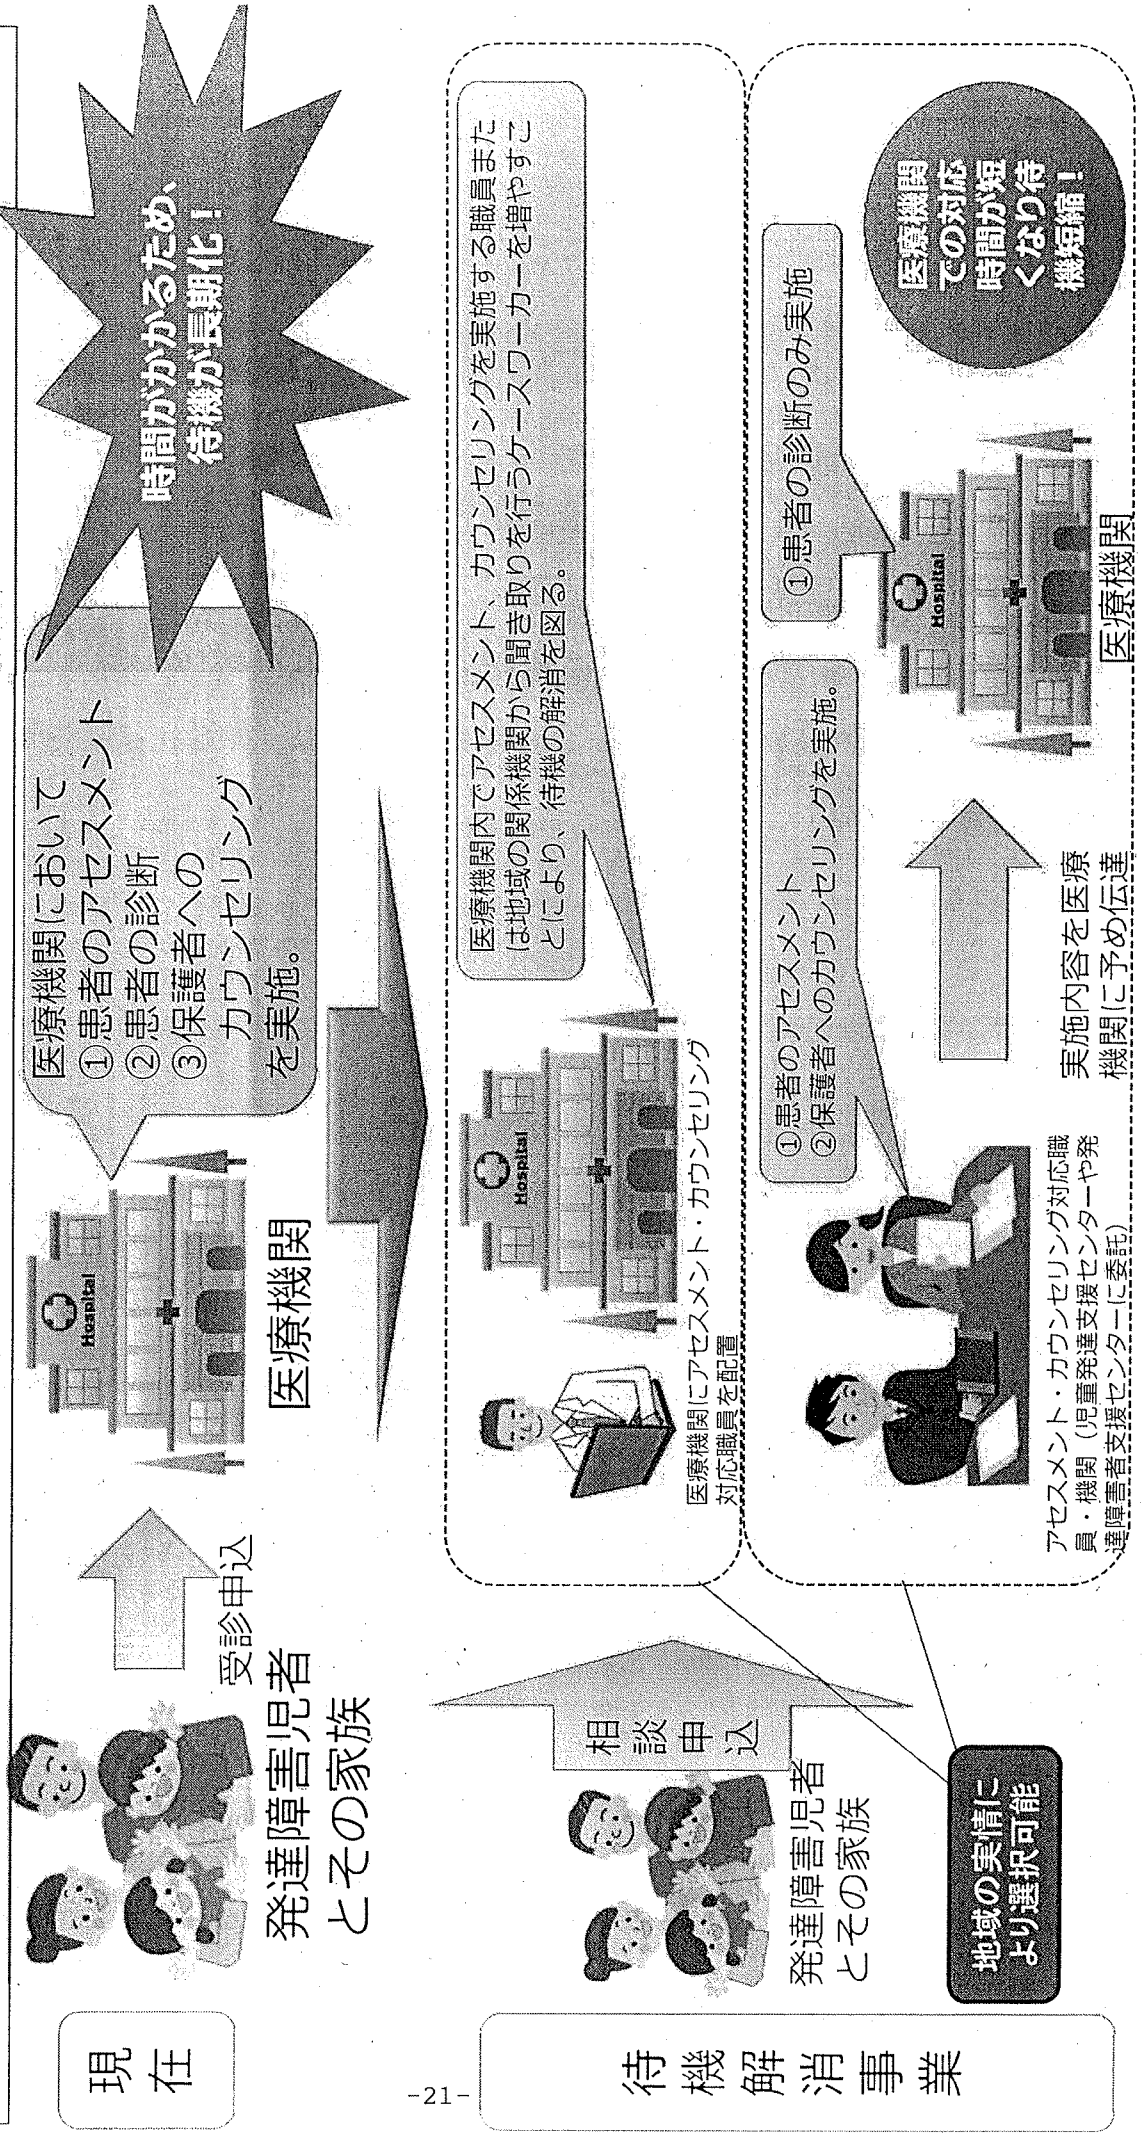 現在
発達障害児者
とその家族
受診申込
Hospital
医療機関
医療機関において
①患者のアセスメント
②患者の診断
③保護者への
カウンセリング
を実施。
時間がかかるため、
待機が長期化!
待機解消事業
発達障害児者
とその家族
相談申込
地域の実情に
より選択可能
医療機関にアセスメント・カウンセリング
対応職員を配置
Hospital
医療機関内でアセスメント、カウンセリングを実施する職員また
は地域の関係機関から聞き取りを行うケースワーカーを増やすこ
とにより、待機の解消を図る。
アセスメント・カウンセリング対応職
員・機関(児童発達支援センターや発
達障害者支援センターに委託)
①患者のアセスメント
②保護者へのカウンセリングを実施。
実施内容を医療
機関に予め伝達
Hospital
医療機関
①患者の診断のみ実施
医療機関
での対応
時間が短
くなり待
機短縮!
-21-